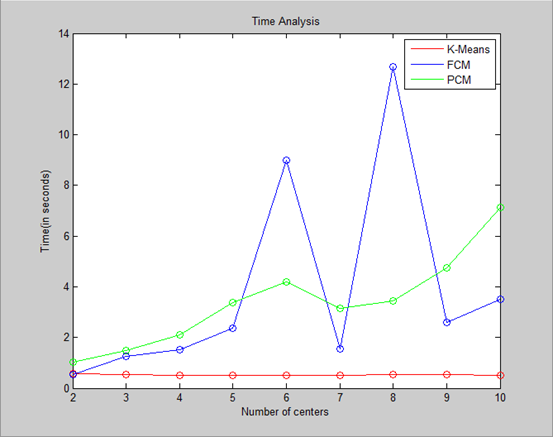 Time Analysis
14
12
10
8
6
4
2
0
Time(in seconds)
K-Means
FCM
PCM
2 3 4 5 6 7 8 9 10
Number of centers